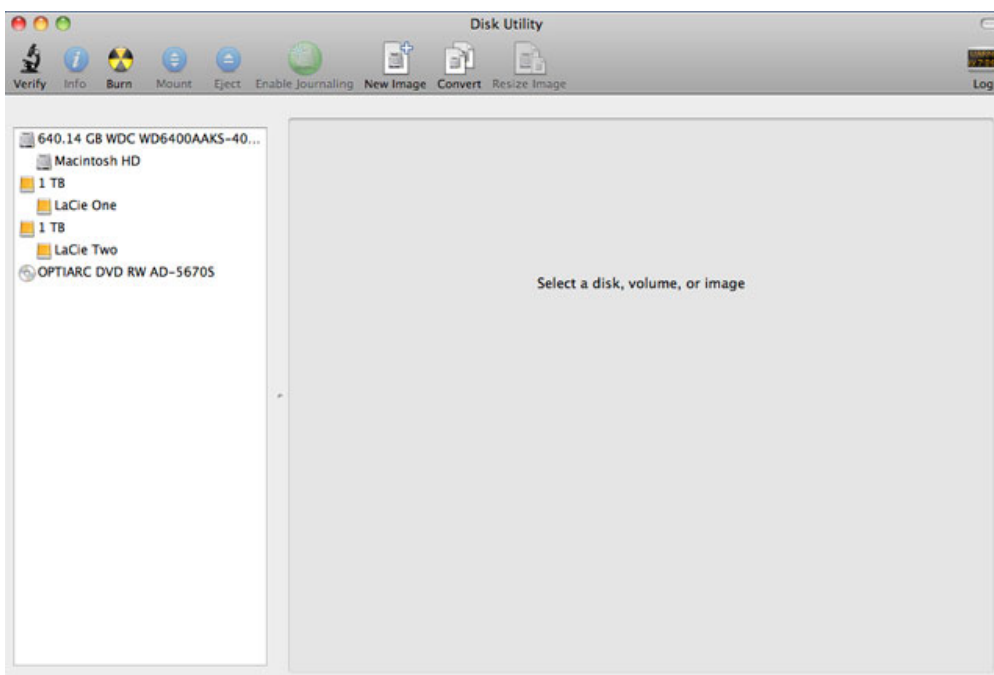 Disk Utility
Verify Info Burn Mount Eject Enable Journaling New Image Convert Resize Image Log
640.14 GB WDC WD6400AAKS-40...
Macintosh HD
1 TB
LaCie One
1 TB
LaCie Two
OPTIARC DVD RW AD-5670S
Select a disk, volume, or image